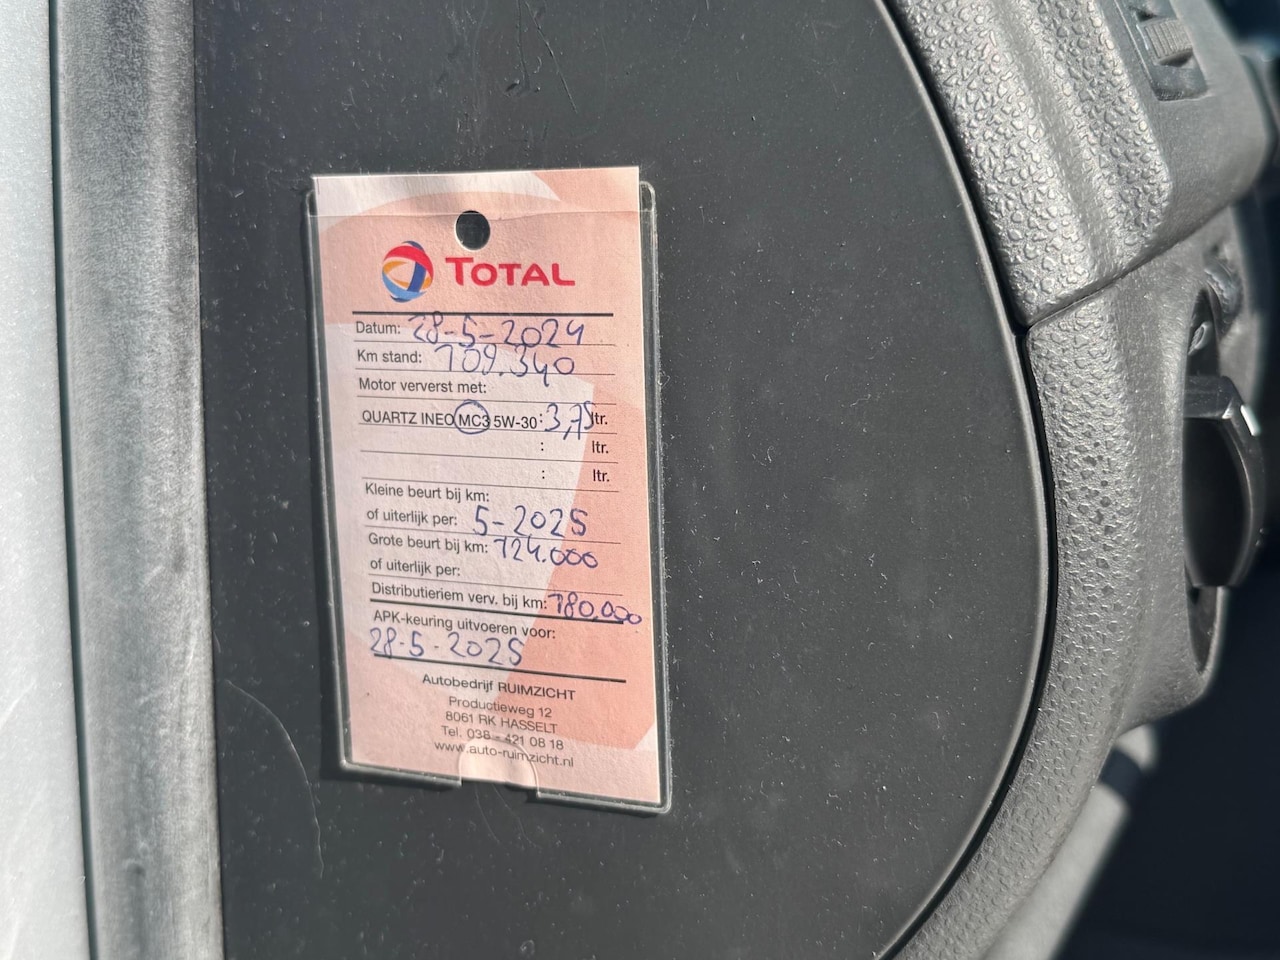 TOTAL
Datum: 28-5-2024
Km stand: 109.340
Motor ververst met:
QUARTZ INEO MC3 5W-30: 3,75 ltr.
: ltr.
: ltr.
Kleine beurt bij km:
of uiterlijk per: 5-2025
Grote beurt bij km: 124.000
of uiterlijk per:
Distributieriem verv. bij km: 180.000
APK-keuring uitvoeren voor:
28-5-2025
Autobedrijf RUIMZICHT
Productieweg 12
8061 RK HASSELT
Tel. 038 - 421 08 18
www.auto-ruimzicht.nl